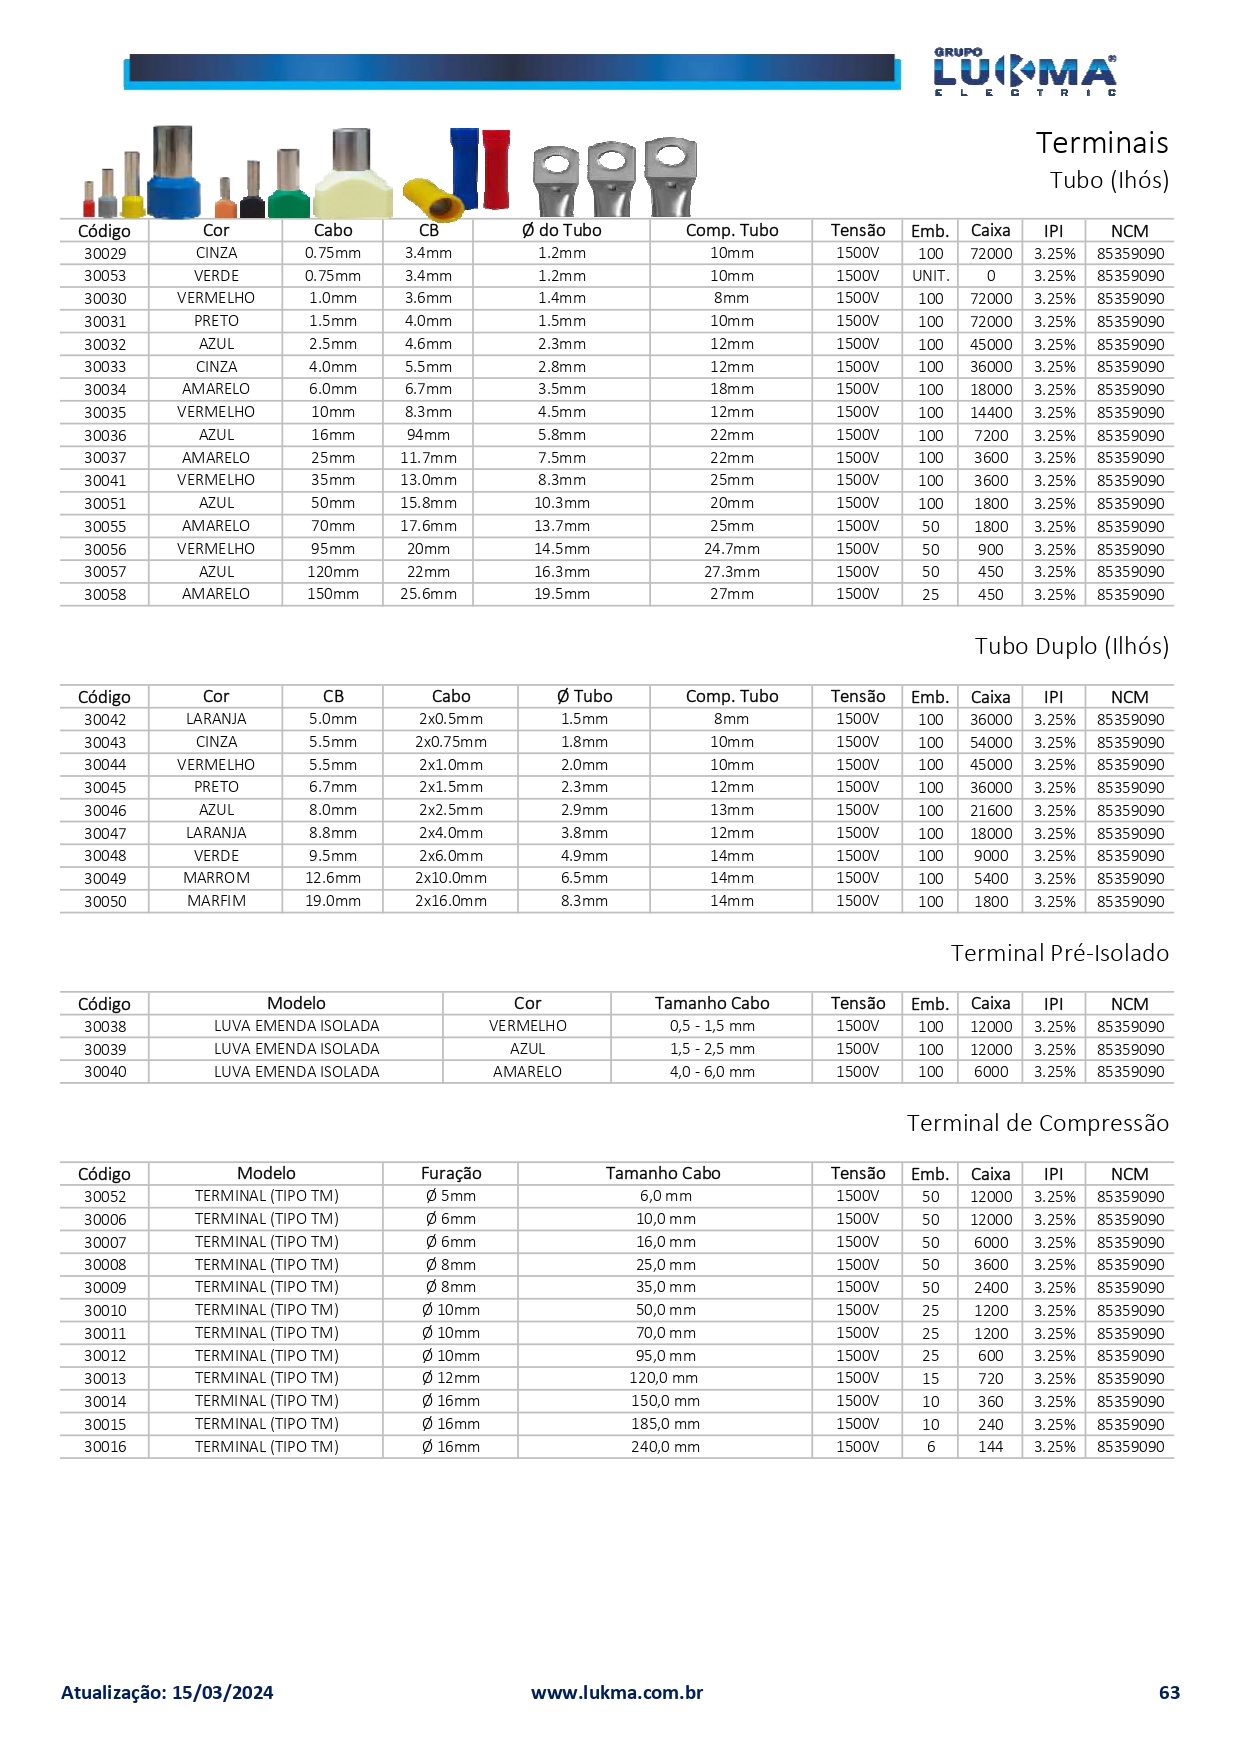 GRUPO
LUKMA®
ELECTRIC
Terminais
Tubo (Ihós)
Código Cor Cabo CB Ø do Tubo Comp. Tubo Tensão Emb. Caixa IPI NCM
30029 CINZA 0.75mm 3.4mm 1.2mm 10mm 1500V 100 72000 3.25% 85359090
30053 VERDE 0.75mm 3.4mm 1.2mm 10mm 1500V UNIT. 0 3.25% 85359090
30030 VERMELHO 1.0mm 3.6mm 1.4mm 8mm 1500V 100 72000 3.25% 85359090
30031 PRETO 1.5mm 4.0mm 1.5mm 10mm 1500V 100 72000 3.25% 85359090
30032 AZUL 2.5mm 4.6mm 2.3mm 12mm 1500V 100 45000 3.25% 85359090
30033 CINZA 4.0mm 5.5mm 2.8mm 12mm 1500V 100 36000 3.25% 85359090
30034 AMARELO 6.0mm 6.7mm 3.5mm 18mm 1500V 100 18000 3.25% 85359090
30035 VERMELHO 10mm 8.3mm 4.5mm 12mm 1500V 100 14400 3.25% 85359090
30036 AZUL 16mm 94mm 5.8mm 22mm 1500V 100 7200 3.25% 85359090
30037 AMARELO 25mm 11.7mm 7.5mm 22mm 1500V 100 3600 3.25% 85359090
30041 VERMELHO 35mm 13.0mm 8.3mm 25mm 1500V 100 3600 3.25% 85359090
30051 AZUL 50mm 15.8mm 10.3mm 20mm 1500V 100 1800 3.25% 85359090
30055 AMARELO 70mm 17.6mm 13.7mm 25mm 1500V 50 1800 3.25% 85359090
30056 VERMELHO 95mm 20mm 14.5mm 24.7mm 1500V 50 900 3.25% 85359090
30057 AZUL 120mm 22mm 16.3mm 27.3mm 1500V 50 450 3.25% 85359090
30058 AMARELO 150mm 25.6mm 19.5mm 27mm 1500V 25 450 3.25% 85359090
Tubo Duplo (Ilhós)
Código Cor CB Cabo Ø Tubo Comp. Tubo Tensão Emb. Caixa IPI NCM
30042 LARANJA 5.0mm 2x0.5mm 1.5mm 8mm 1500V 100 36000 3.25% 85359090
30043 CINZA 5.5mm 2x0.75mm 1.8mm 10mm 1500V 100 54000 3.25% 85359090
30044 VERMELHO 5.5mm 2x1.0mm 2.0mm 10mm 1500V 100 45000 3.25% 85359090
30045 PRETO 6.7mm 2x1.5mm 2.3mm 12mm 1500V 100 36000 3.25% 85359090
30046 AZUL 8.0mm 2x2.5mm 2.9mm 13mm 1500V 100 21600 3.25% 85359090
30047 LARANJA 8.8mm 2x4.0mm 3.8mm 12mm 1500V 100 18000 3.25% 85359090
30048 VERDE 9.5mm 2x6.0mm 4.9mm 14mm 1500V 100 9000 3.25% 85359090
30049 MARROM 12.6mm 2x10.0mm 6.5mm 14mm 1500V 100 5400 3.25% 85359090
30050 MARFIM 19.0mm 2x16.0mm 8.3mm 14mm 1500V 100 1800 3.25% 85359090
Terminal Pré-Isolado
Código Modelo Cor Tamanho Cabo Tensão Emb. Caixa IPI NCM
30038 LUVA EMENDA ISOLADA VERMELHO 0,5 - 1,5 mm 1500V 100 12000 3.25% 85359090
30039 LUVA EMENDA ISOLADA AZUL 1,5 - 2,5 mm 1500V 100 12000 3.25% 85359090
30040 LUVA EMENDA ISOLADA AMARELO 4,0 - 6,0 mm 1500V 100 6000 3.25% 85359090
Terminal de Compressão
Código Modelo Furação Tamanho Cabo Tensão Emb. Caixa IPI NCM
30052 TERMINAL (TIPO TM) Ø 5mm 6,0 mm 1500V 50 12000 3.25% 85359090
30006 TERMINAL (TIPO TM) Ø 6mm 10,0 mm 1500V 50 12000 3.25% 85359090
30007 TERMINAL (TIPO TM) Ø 6mm 16,0 mm 1500V 50 6000 3.25% 85359090
30008 TERMINAL (TIPO TM) Ø 8mm 25,0 mm 1500V 50 3600 3.25% 85359090
30009 TERMINAL (TIPO TM) Ø 8mm 35,0 mm 1500V 50 2400 3.25% 85359090
30010 TERMINAL (TIPO TM) Ø 10mm 50,0 mm 1500V 25 1200 3.25% 85359090
30011 TERMINAL (TIPO TM) Ø 10mm 70,0 mm 1500V 25 1200 3.25% 85359090
30012 TERMINAL (TIPO TM) Ø 10mm 95,0 mm 1500V 25 600 3.25% 85359090
30013 TERMINAL (TIPO TM) Ø 12mm 120,0 mm 1500V 15 720 3.25% 85359090
30014 TERMINAL (TIPO TM) Ø 16mm 150,0 mm 1500V 10 360 3.25% 85359090
30015 TERMINAL (TIPO TM) Ø 16mm 185,0 mm 1500V 10 240 3.25% 85359090
30016 TERMINAL (TIPO TM) Ø 16mm 240,0 mm 1500V 6 144 3.25% 85359090
Atualização: 15/03/2024 www.lukma.com.br 63